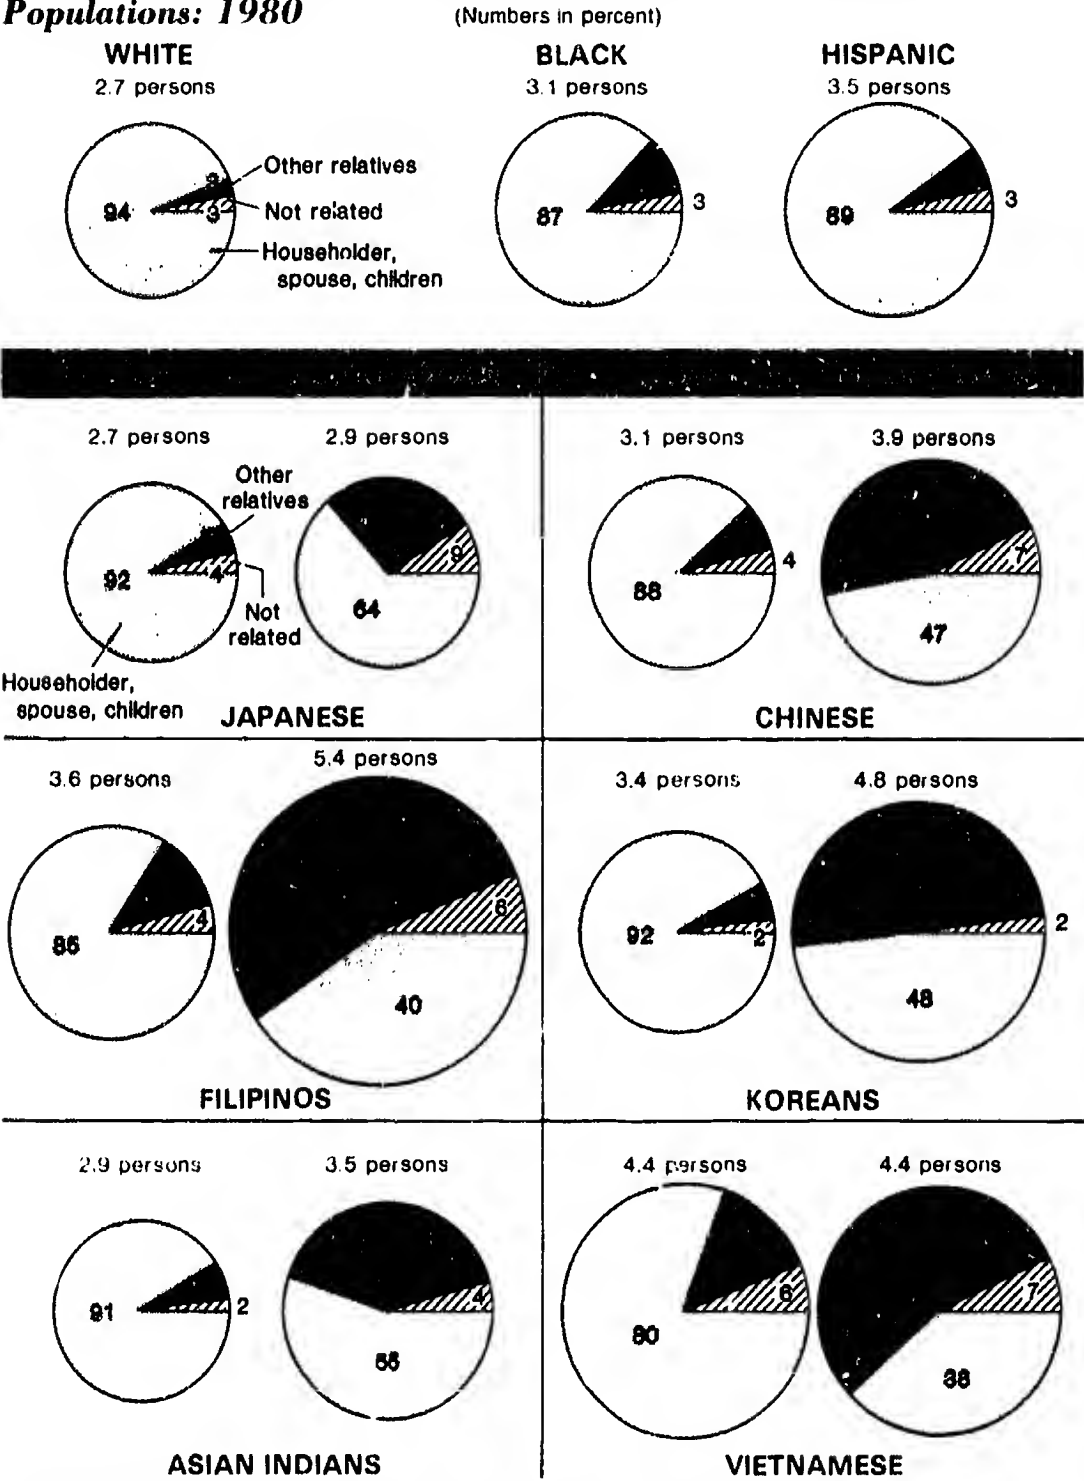 Populations: 1980
(Numbers in percent)
WHITE
BLACK
HISPANIC
2.7 persons
3.1 persons
3.5 persons
Other relatives
94
3
Not related
87
3
89
3
Householder,
spouse, children
2.7 persons
2.9 persons
3.1 persons
3.9 persons
Other
relatives
92
4
9
64
Not
related
88
4
7
47
Householder,
spouse, children
JAPANESE
CHINESE
3.6 persons
5.4 persons
3.4 persons
4.8 persons
85
4
6
40
92
2
2
48
FILIPINOS
KOREANS
2.9 persons
3.5 persons
4.4 persons
4.4 persons
91
2
4
55
80
6
7
38
ASIAN INDIANS
VIETNAMESE